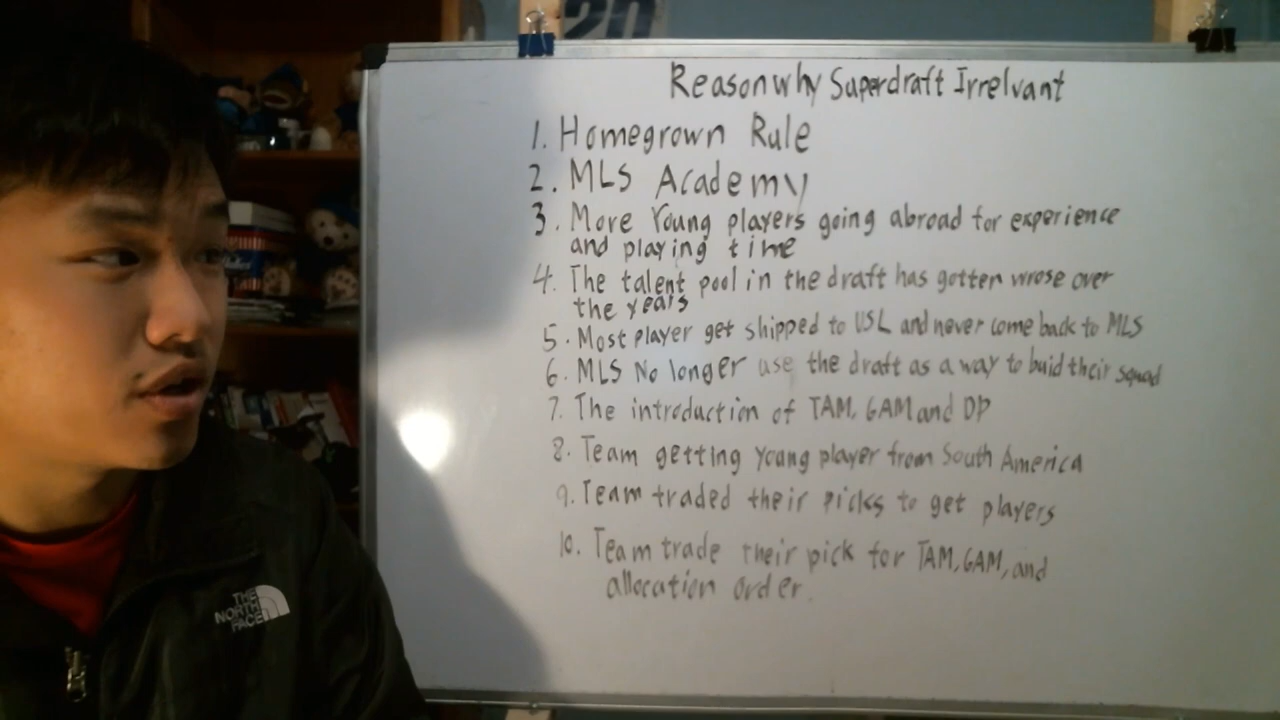 20
Reason why Superdraft Irrelvant
1. Homegrown Rule
2. MLS Academy
3. More Young players going abroad for experience
and playing time
4. The talent pool in the draft has gotten wrose over
the years
5. Most player get shipped to USL and never come back to MLS
6. MLS No longer use the draft as a way to buid their squad
7. The introduction of TAM, GAM and DP
8. Team getting young player from South America
9. Team traded their picks to get players
10. Team trade their pick for TAM, GAM, and
allocation order.
THE
NORTH
FACE